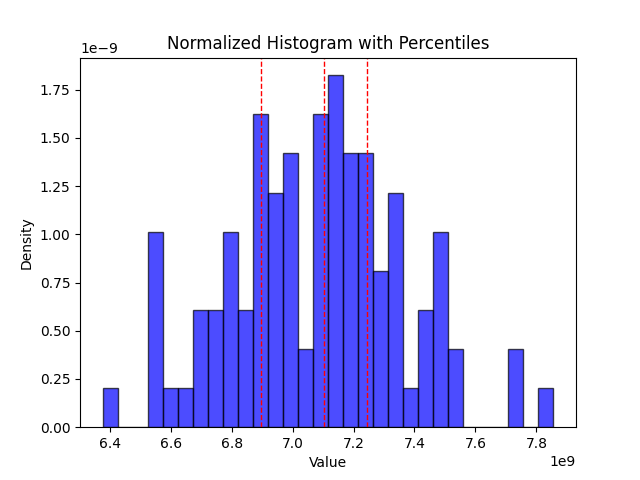 Normalized Histogram with Percentiles
1e−9
1.75
1.50
1.25
1.00
0.75
0.50
0.25
0.00
Density
6.4 6.6 6.8 7.0 7.2 7.4 7.6 7.8
Value
1e9